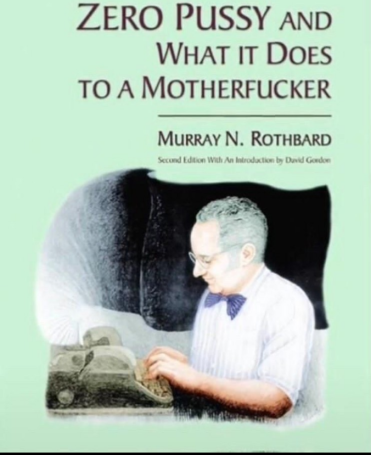 ZERO PUSSY AND
WHAT IT DOES
TO A MOTHERFUCKER
MURRAY N. ROTHBARD
Second Edition With An Introduction by David Gordon